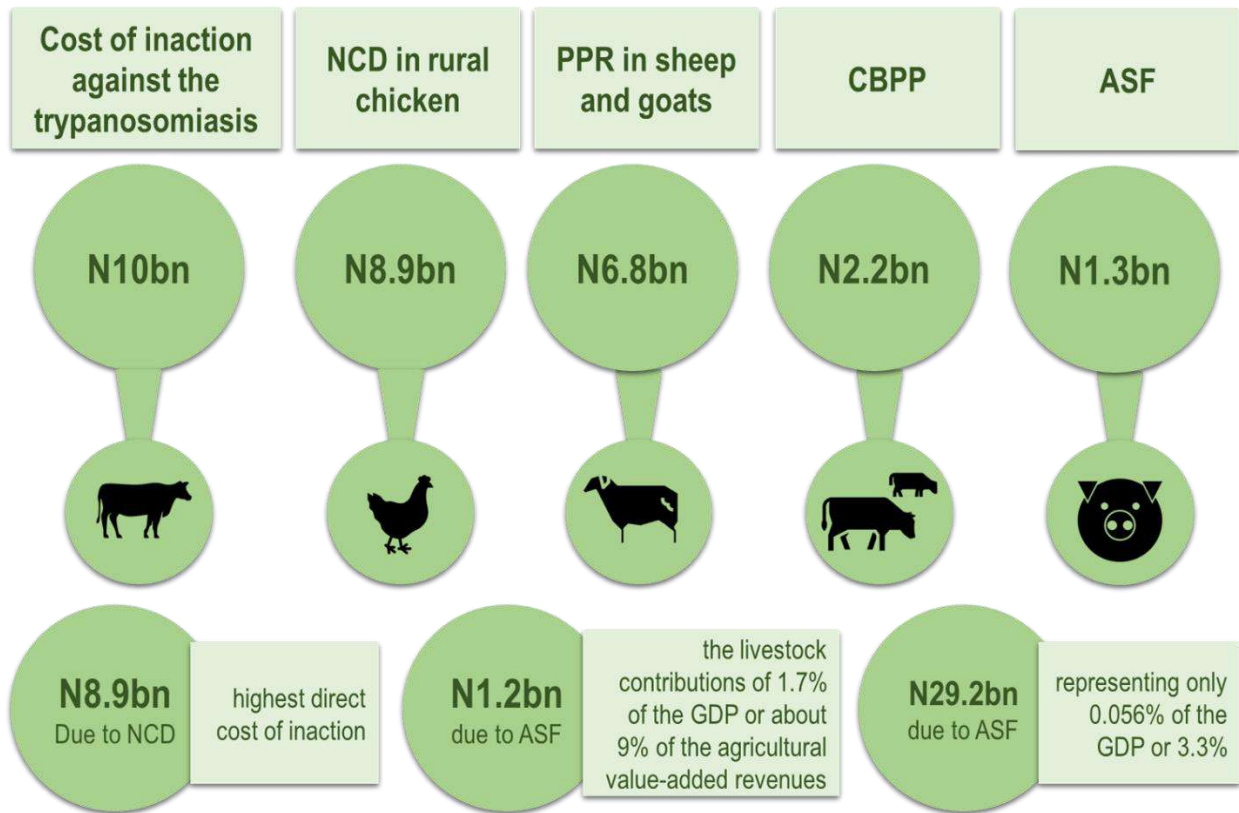 Cost of inaction
against the
trypanosomiasis
NCD in rural
chicken
PPR in sheep
and goats
CBPP
ASF
N10bn
N8.9bn
N6.8bn
N2.2bn
N1.3bn
N8.9bn
Due to NCD
highest direct
cost of inaction
N1.2bn
due to ASF
the livestock
contributions of 1.7%
of the GDP or about
9% of the agricultural
value-added revenues
N29.2bn
due to ASF
representing only
0.056% of the
GDP or 3.3%